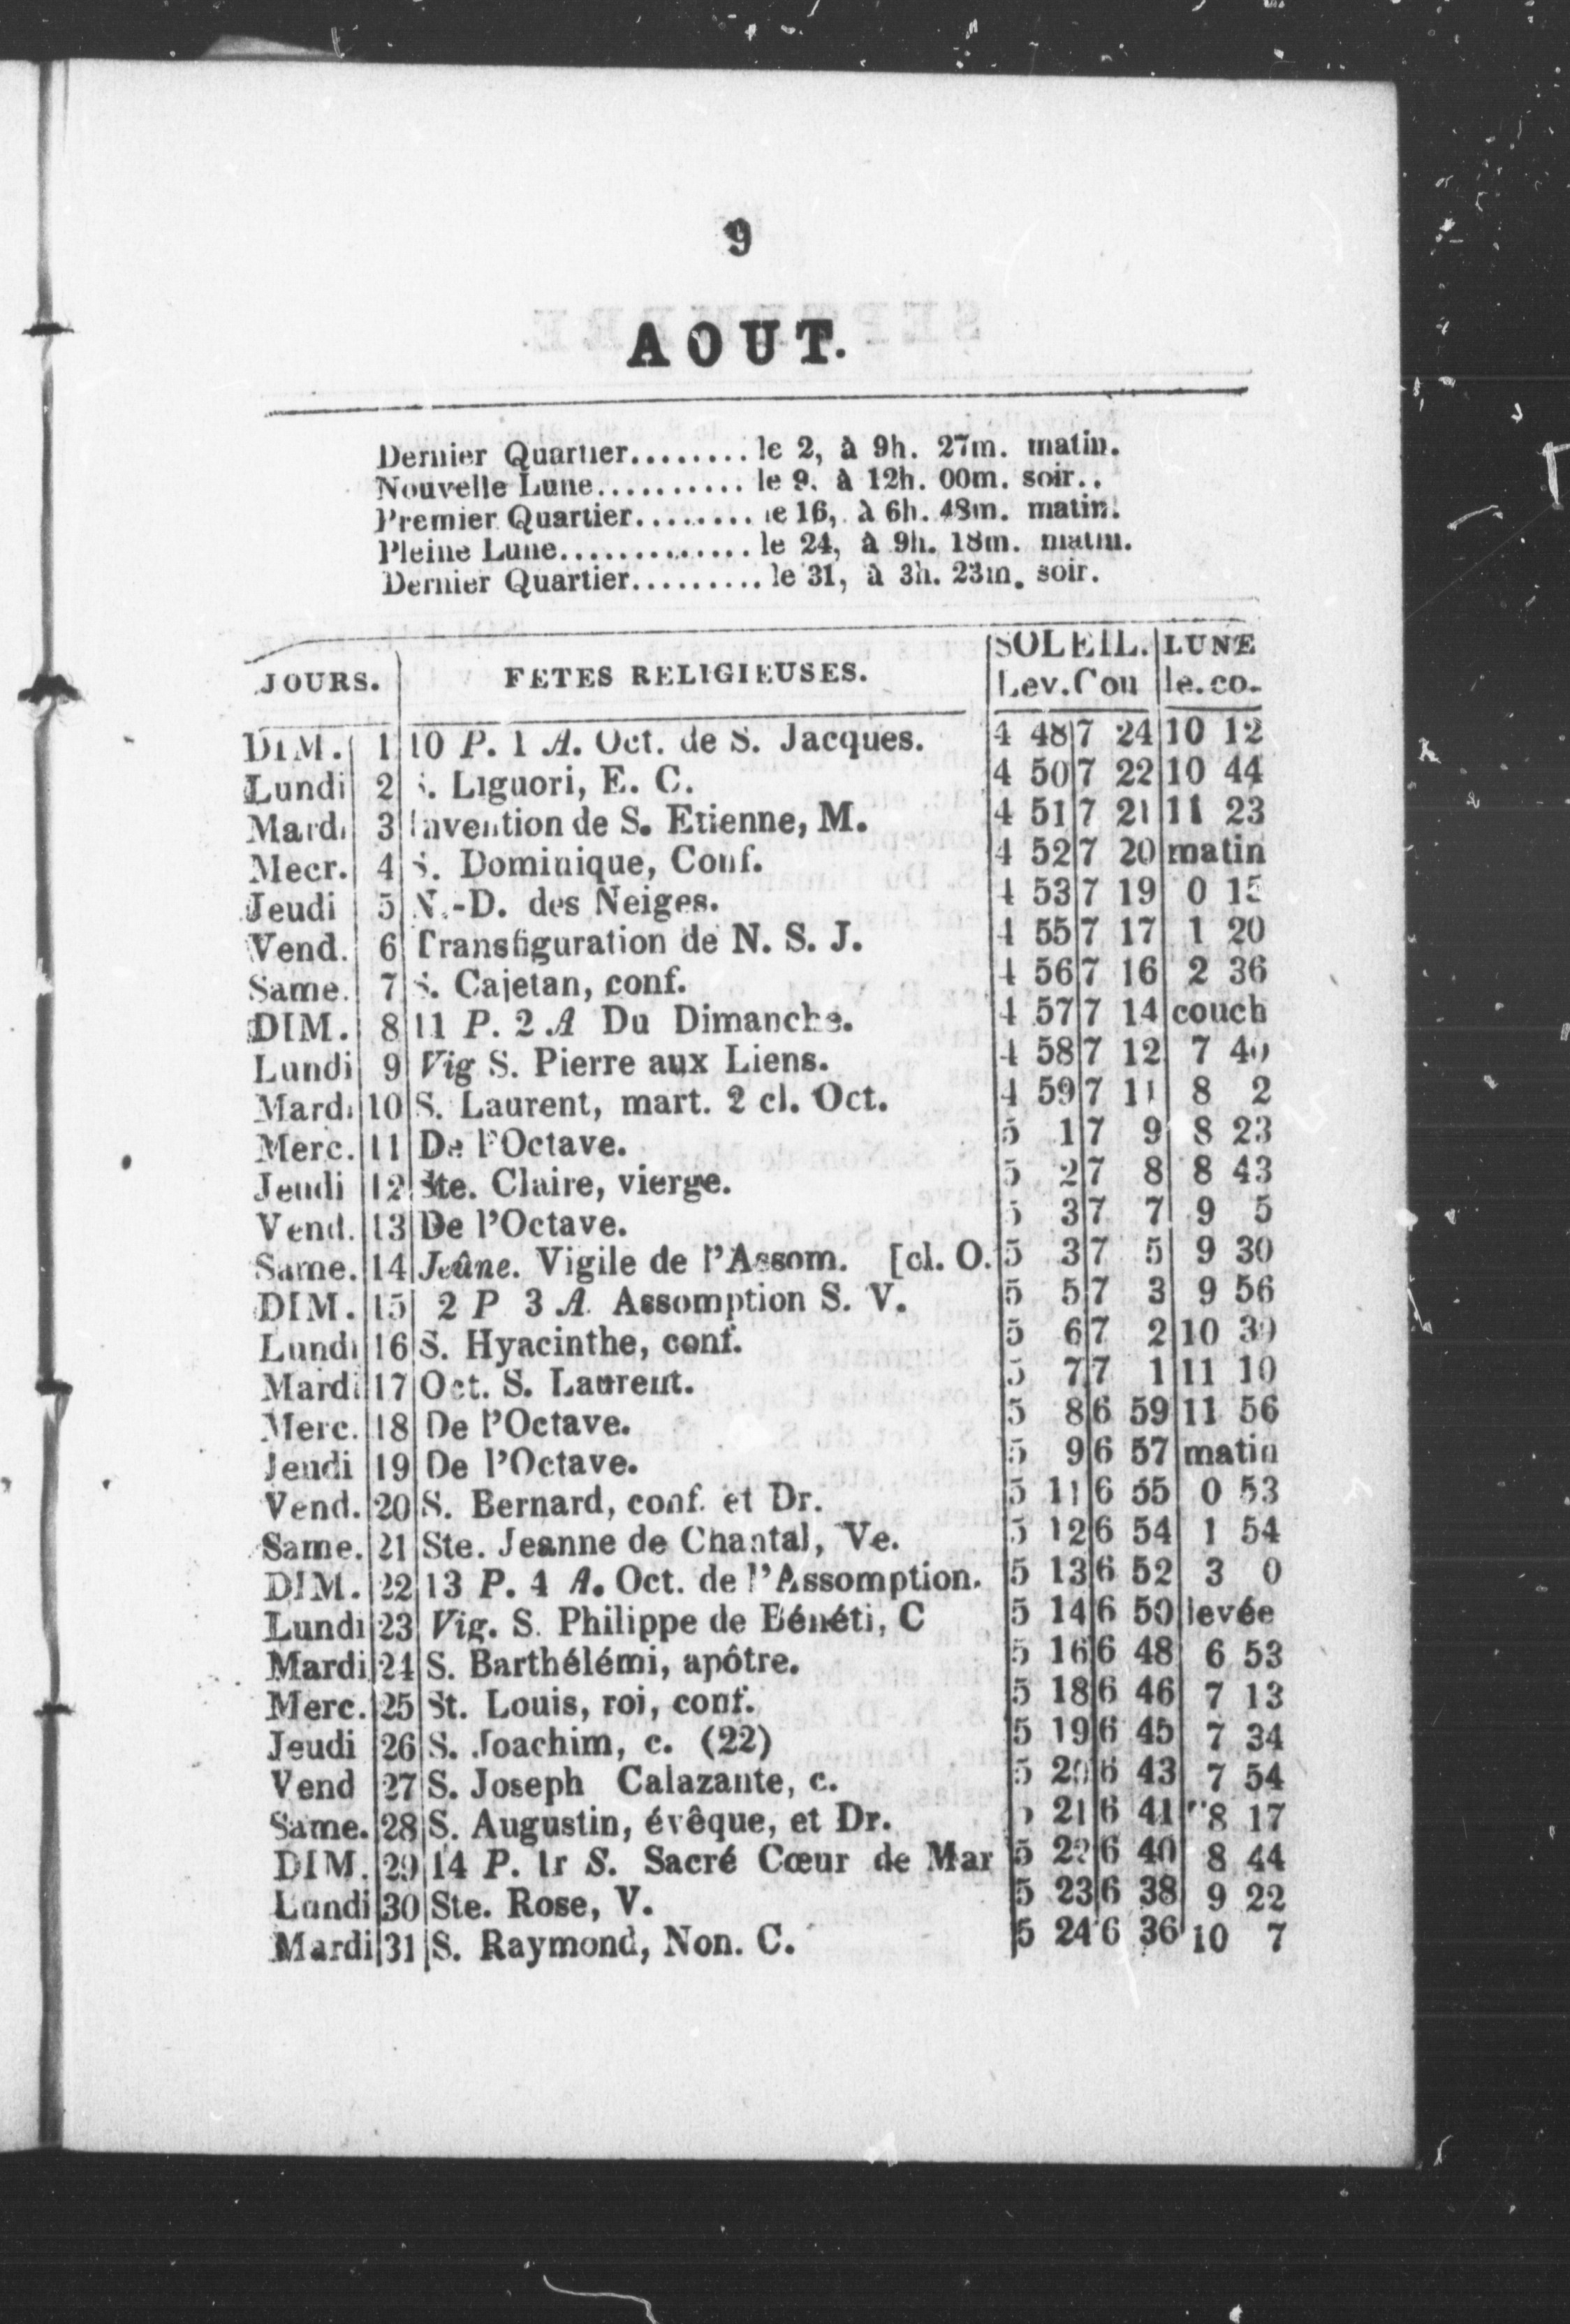 9
AOUT.
Dernier Quartier........le 2, à 9h. 27m. matin.
Nouvelle Lune..........le 9, à 12h. 00m. soir..
Premier Quartier........le 16, à 6h. 48m. matin.
Pleine Lune.............le 24, à 9h. 18m. matin.
Dernier Quartier.........le 31, à 3h. 23m. soir.
JOURS. FETES RELIGIEUSES. SOLEIL. LUNE
Lev. Cou le. co.
DIM. 1 10 P. 1 A. Oct. de S. Jacques. 4 48 7 24 10 12
Lundi 2 S. Liguori, E. C. 4 50 7 22 10 44
Mardi 3 Invention de S. Etienne, M. 4 51 7 21 11 23
Mecr. 4 S. Dominique, Conf. 4 52 7 20 matin
Jeudi 5 N.-D. des Neiges. 4 53 7 19 0 15
Vend. 6 Transfiguration de N. S. J. 4 55 7 17 1 20
Same. 7 S. Cajetan, conf. 4 56 7 16 2 36
DIM. 8 11 P. 2 A Du Dimanche. 4 57 7 14 couch
Lundi 9 Vig S. Pierre aux Liens. 4 58 7 12 7 40
Mardi 10 S. Laurent, mart. 2 cl. Oct. 4 59 7 11 8 2
Merc. 11 De l'Octave. 5 1 7 9 8 23
Jeudi 12 Ste. Claire, vierge. 5 2 7 8 8 43
Vend. 13 De l'Octave. 5 3 7 7 9 5
Same. 14 Jeûne. Vigile de l'Assom. [cl. O. 5 3 7 5 9 30
DIM. 15 2 P 3 A. Assomption S. V. 5 5 7 3 9 56
Lundi 16 S. Hyacinthe, conf. 5 6 7 2 10 30
Mardi 17 Oct. S. Laurent. 5 7 7 1 11 10
Merc. 18 De l'Octave. 5 8 6 59 11 56
Jeudi 19 De l'Octave. 5 9 6 57 matin
Vend. 20 S. Bernard, conf. et Dr. 5 11 6 55 0 53
Same. 21 Ste. Jeanne de Chantal, Ve. 5 12 6 54 1 54
DIM. 22 13 P. 4 A. Oct. de l'Assomption. 5 13 6 52 3 0
Lundi 23 Vig. S. Philippe de Bénéti, C 5 14 6 50 levée
Mardi 24 S. Barthélémi, apôtre. 5 16 6 48 6 53
Merc. 25 St. Louis, roi, conf. 5 18 6 46 7 13
Jeudi 26 S. Joachim, c. (22) 5 19 6 45 7 34
Vend 27 S. Joseph Calazante, c. 5 20 6 43 7 54
Same. 28 S. Augustin, évêque, et Dr. 5 21 6 41 8 17
DIM. 29 14 P. 1r S. Sacré Cœur de Mar 5 22 6 40 8 44
Lundi 30 Ste. Rose, V. 5 23 6 38 9 22
Mardi 31 S. Raymond, Non. C. 5 24 6 36 10 7